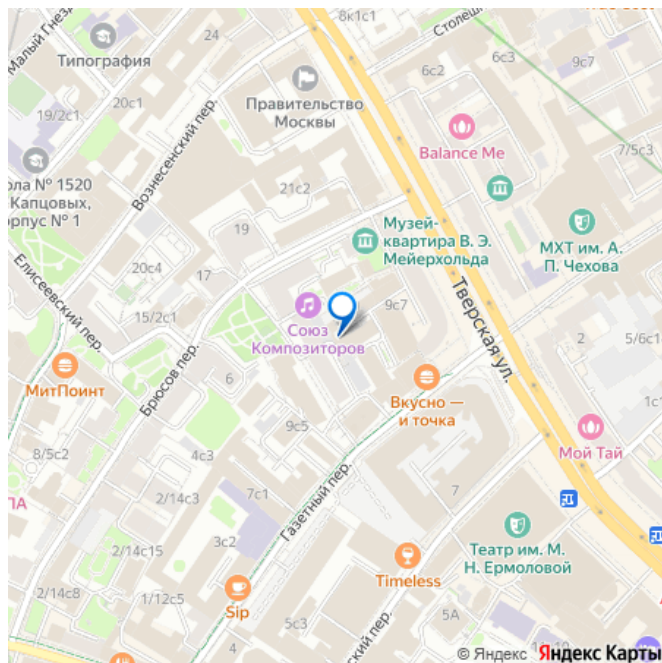 8к1с1
Столешн
Малый Гнезд
24
Типография
6с2
6с3
9с7
20с1
Правительство
Москвы
19/2с1
Balance Me
7/5с3
Вознесенский пер.
ола № 1520
Капцовых,
орпус № 1
21с2
19
Музей-
квартира В. Э.
Мейерхольда
МХТ им. А.
П. Чехова
Елисеевский пер.
20с4
17
15/2с1
Союз
Композиторов
9с7
Тверская ул.
2
5/6с1
МитПоинт
Брюсов пер.
6
Вкусно —
и точка
1с1
9с5
Мой Тай
8/5с2
4с3
ПА
2/14с3
7с1
Газетный пер.
7
3с2
2/14с15
Театр им. М.
Н. Ермоловой
Timeless
2/14с8
1/12с5
Sip
5А
4
кий пер.
© Яндекс Яндекс Карты